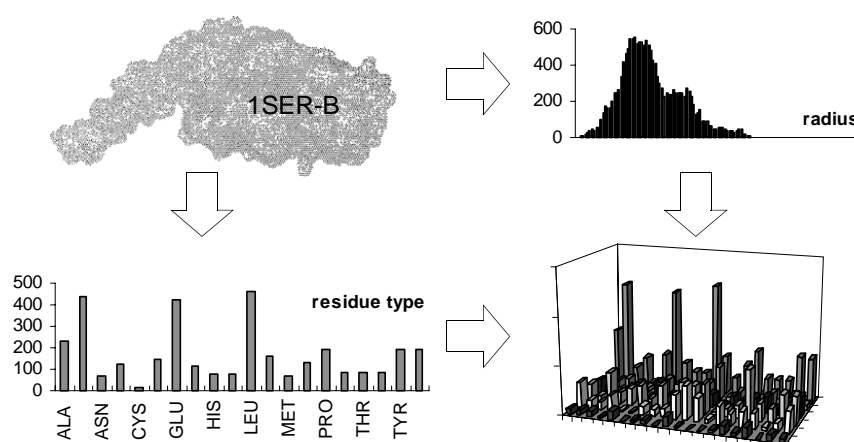 1SER-B
600
400
200
0
radius
500
400
300
200
100
0
residue type
ALA
ASN
CYS
GLU
HIS
LEU
MET
PRO
THR
TYR